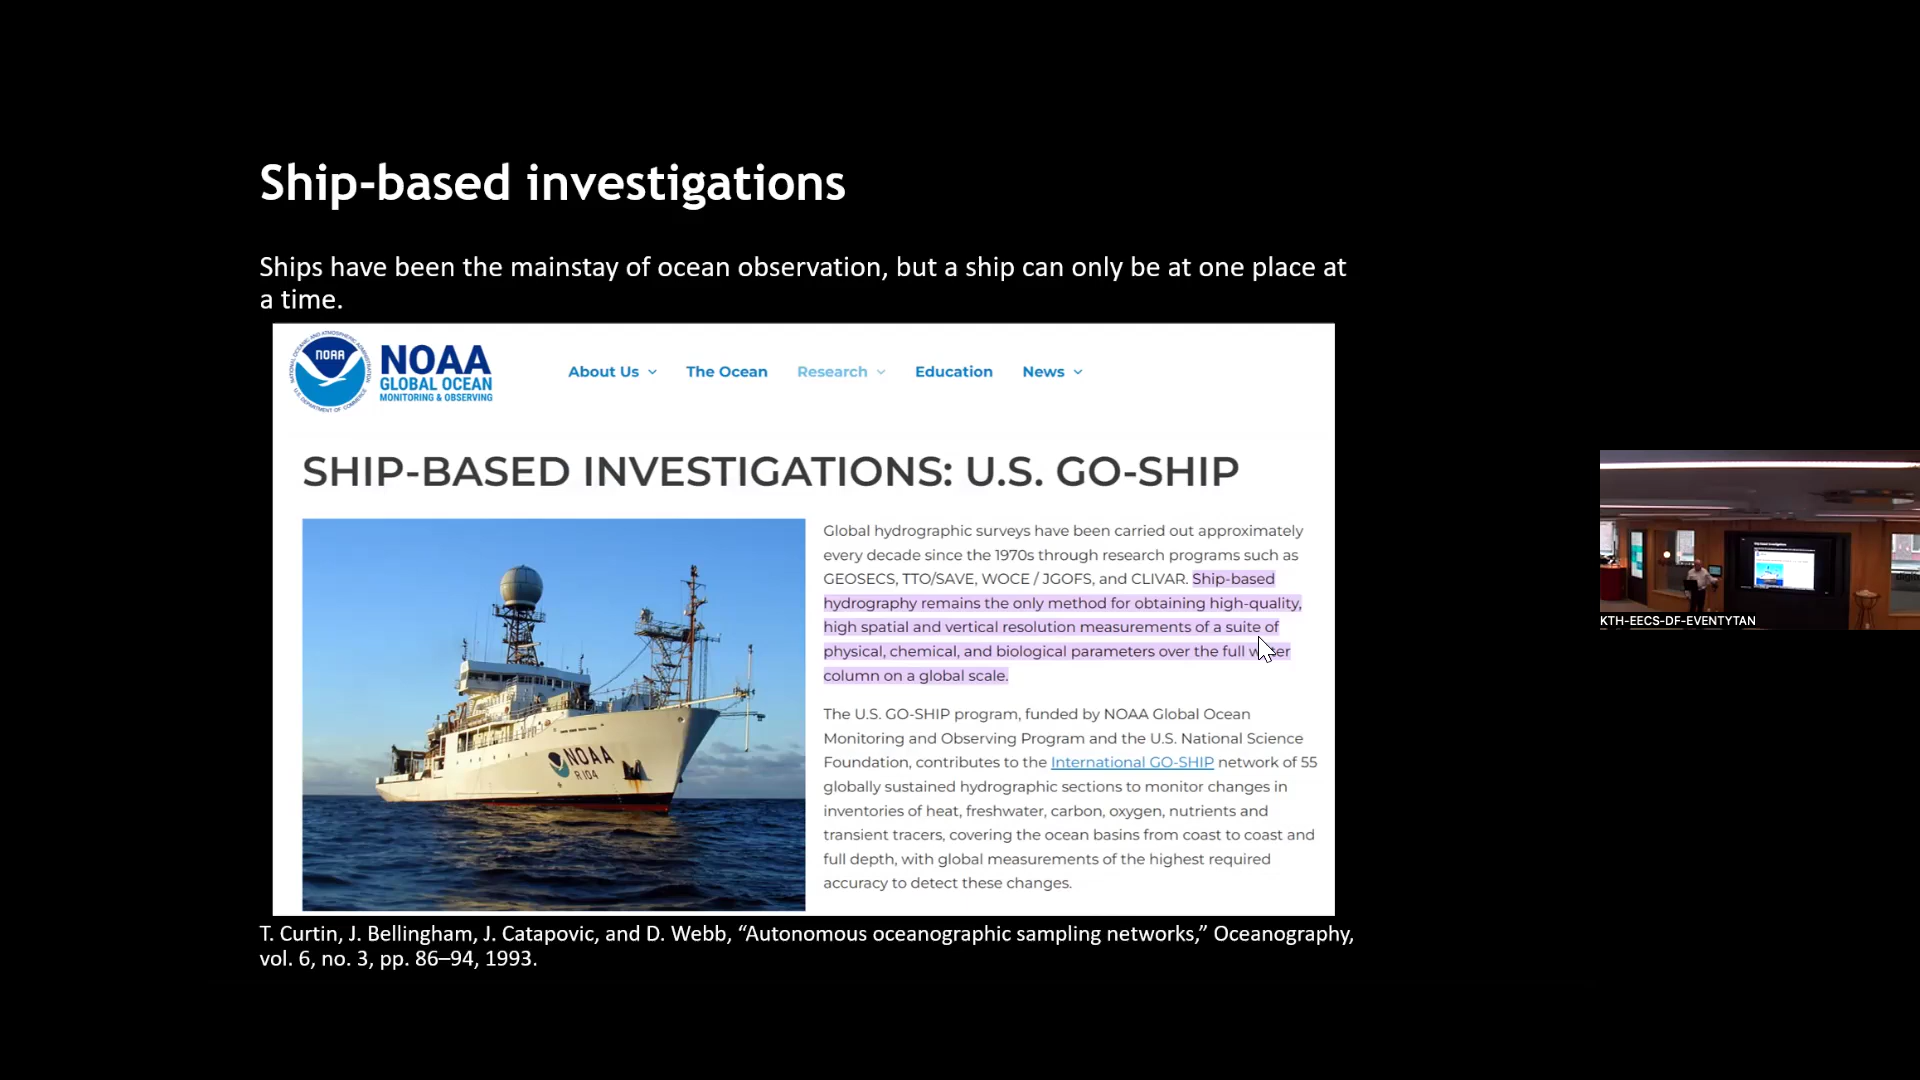 Ship-based investigations
Ships have been the mainstay of ocean observation, but a ship can only be at one place at
a time.
NOAA
NOAA
GLOBAL OCEAN
MONITORING & OBSERVING
About Us
The Ocean
Research
Education
News
SHIP-BASED INVESTIGATIONS: U.S. GO-SHIP
Global hydrographic surveys have been carried out approximately
every decade since the 1970s through research programs such as
GEOSECS, TTO/SAVE, WOCE / JGOFS, and CLIVAR. Ship-based
hydrography remains the only method for obtaining high-quality,
high spatial and vertical resolution measurements of a suite of
physical, chemical, and biological parameters over the full water
column on a global scale.
The U.S. GO-SHIP program, funded by NOAA Global Ocean
Monitoring and Observing Program and the U.S. National Science
Foundation, contributes to the International GO-SHIP network of 55
globally sustained hydrographic sections to monitor changes in
inventories of heat, freshwater, carbon, oxygen, nutrients and
transient tracers, covering the ocean basins from coast to coast and
full depth, with global measurements of the highest required
accuracy to detect these changes.
NOAA
R 104
T. Curtin, J. Bellingham, J. Catapovic, and D. Webb, “Autonomous oceanographic sampling networks,” Oceanography,
vol. 6, no. 3, pp. 86–94, 1993.
KTH-EECS-DF-EVENTYTAN